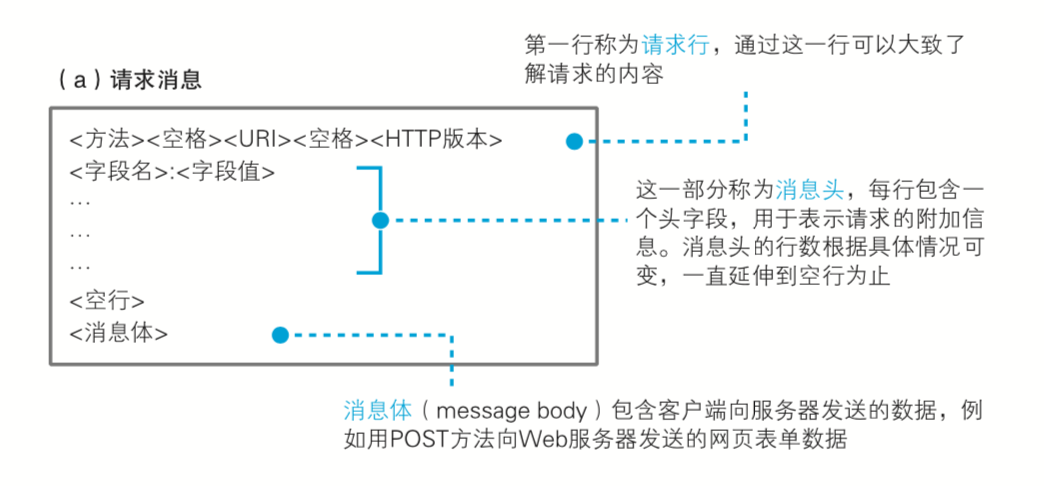 第一行称为请求行，通过这一行可以大致了
解请求的内容
（a）请求消息
<方法><空格><URI><空格><HTTP版本>
<字段名>:<字段值>
…
…
…
<空行>
<消息体>
这一部分称为消息头，每行包含一
个头字段，用于表示请求的附加信
息。消息头的行数根据具体情况可
变，一直延伸到空行为止
消息体（message body）包含客户端向服务器发送的数据，例
如用POST方法向Web服务器发送的网页表单数据